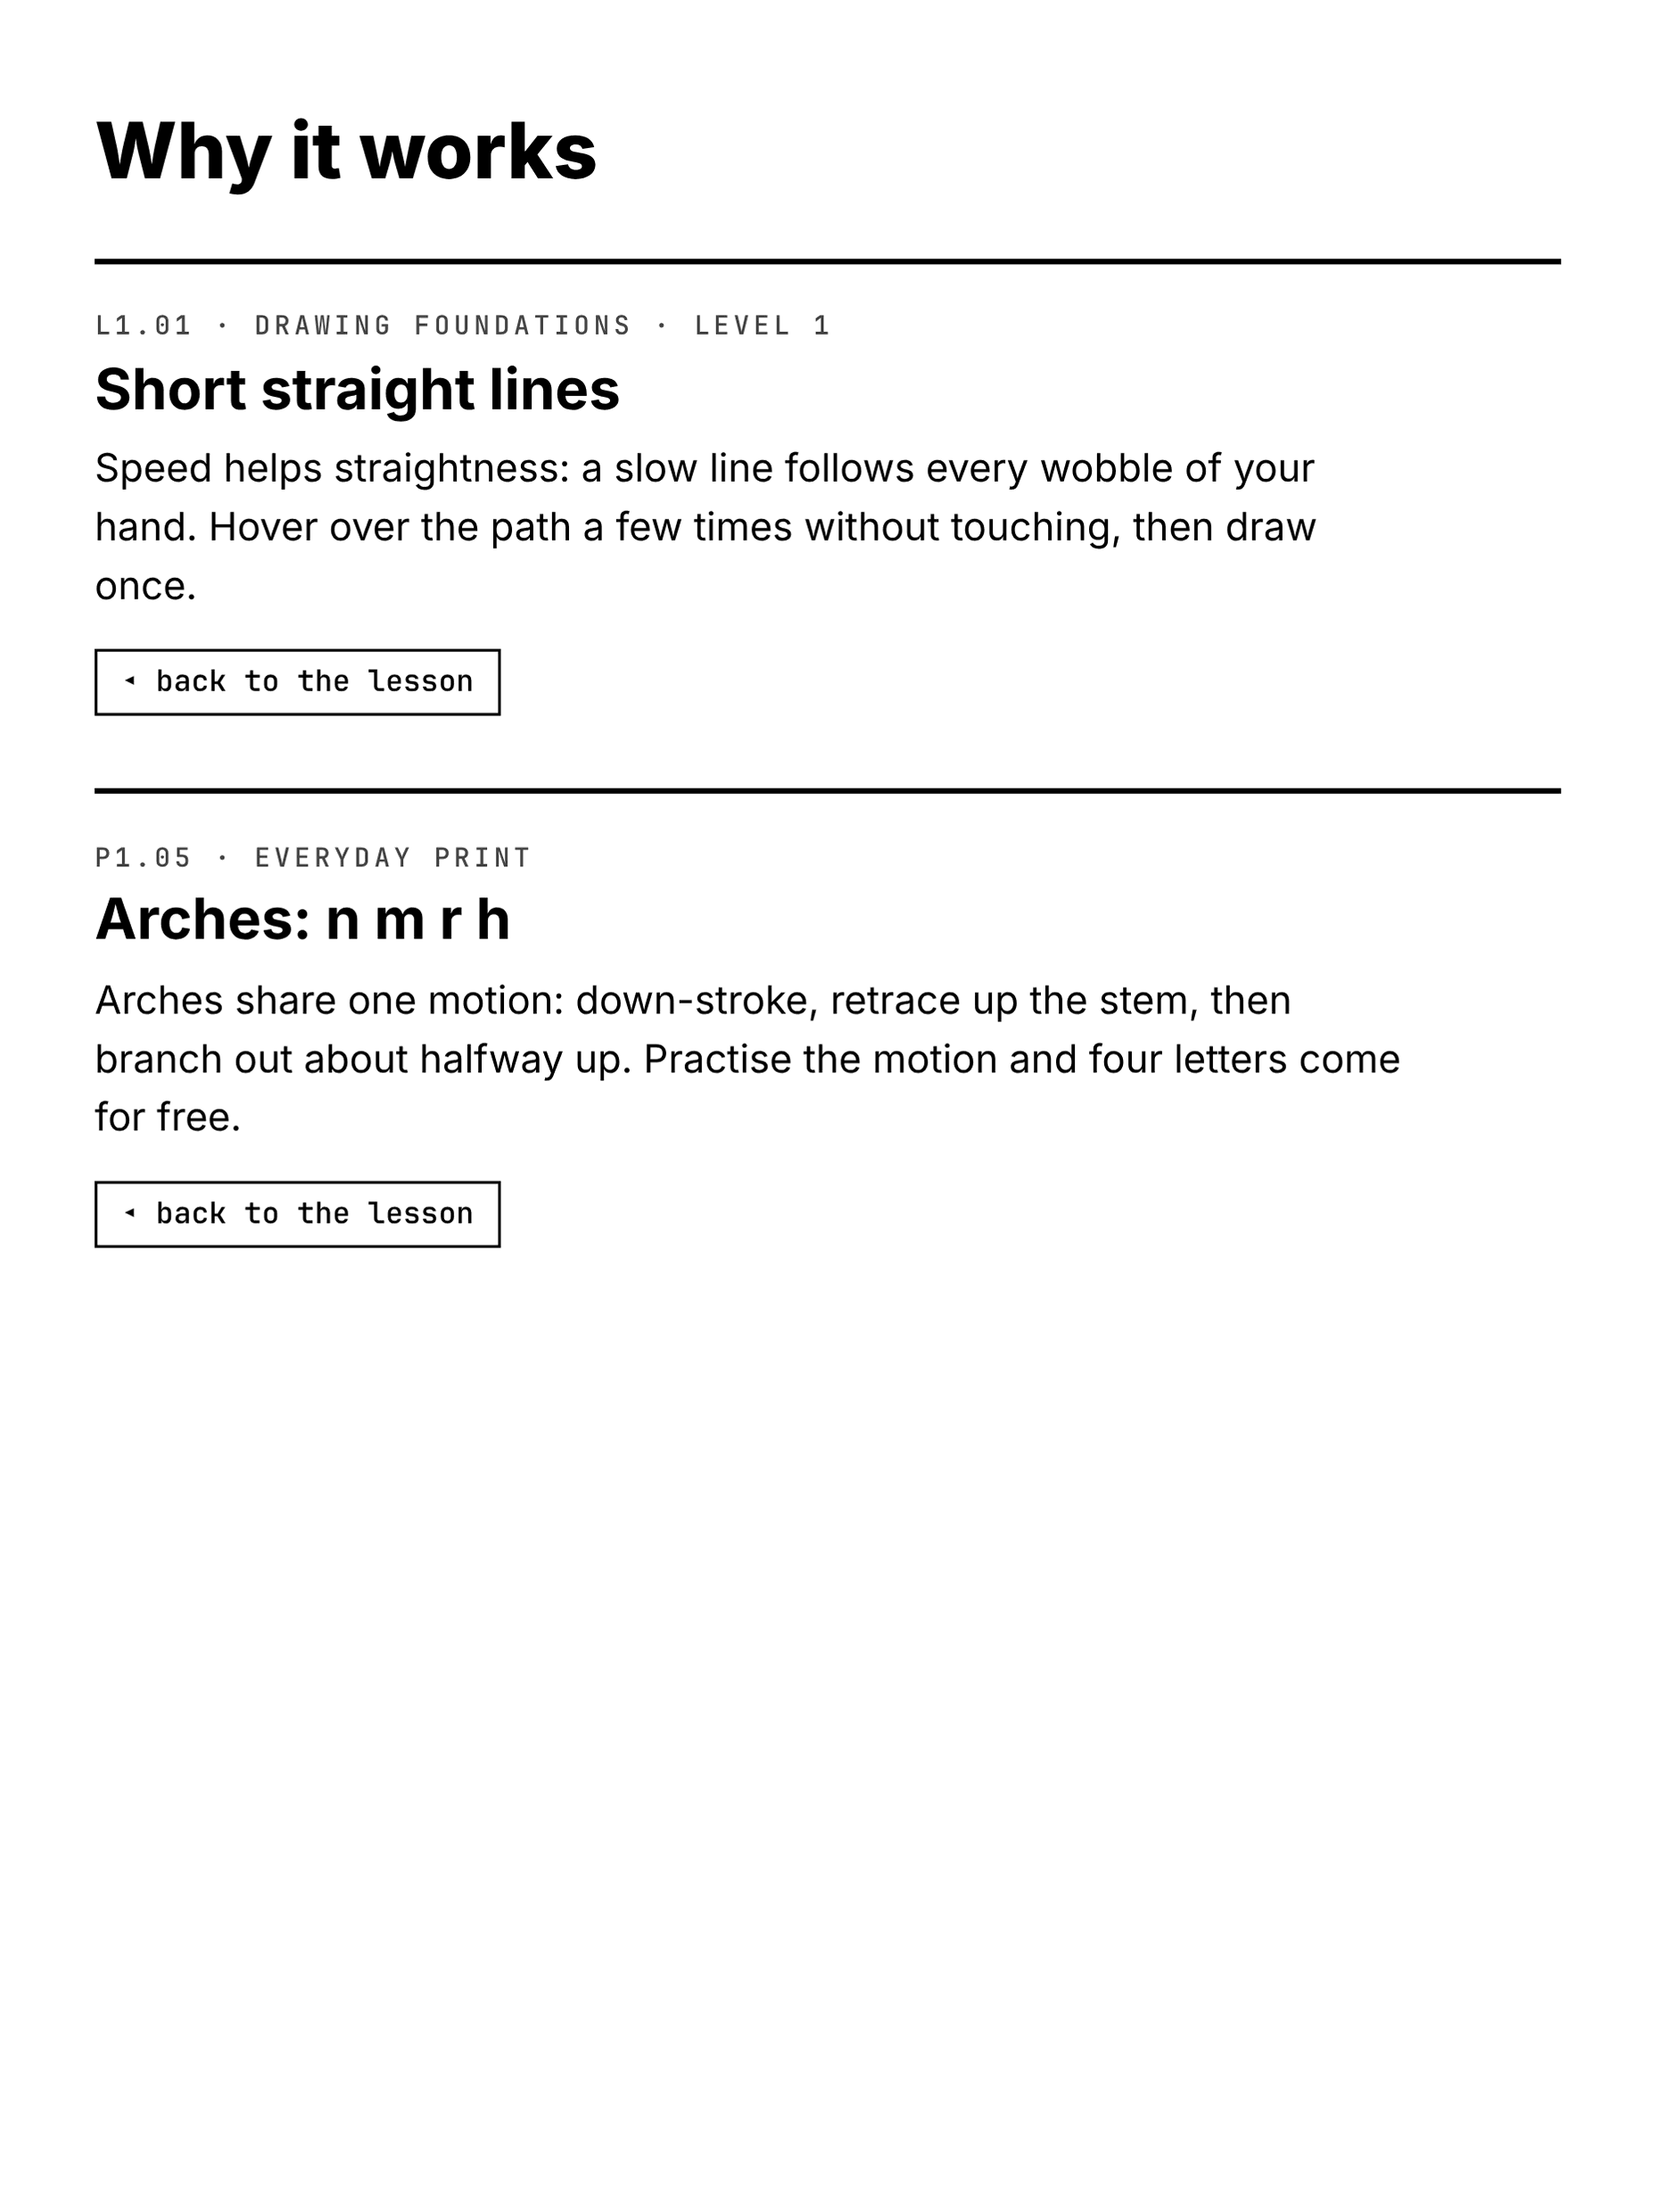 Why it works
L1.01 · DRAWING FOUNDATIONS · LEVEL 1
Short straight lines
Speed helps straightness: a slow line follows every wobble of your
hand. Hover over the path a few times without touching, then draw
once.
◂ back to the lesson
P1.05 · EVERYDAY PRINT
Arches: n m r h
Arches share one motion: down-stroke, retrace up the stem, then
branch out about halfway up. Practise the motion and four letters come
for free.
◂ back to the lesson